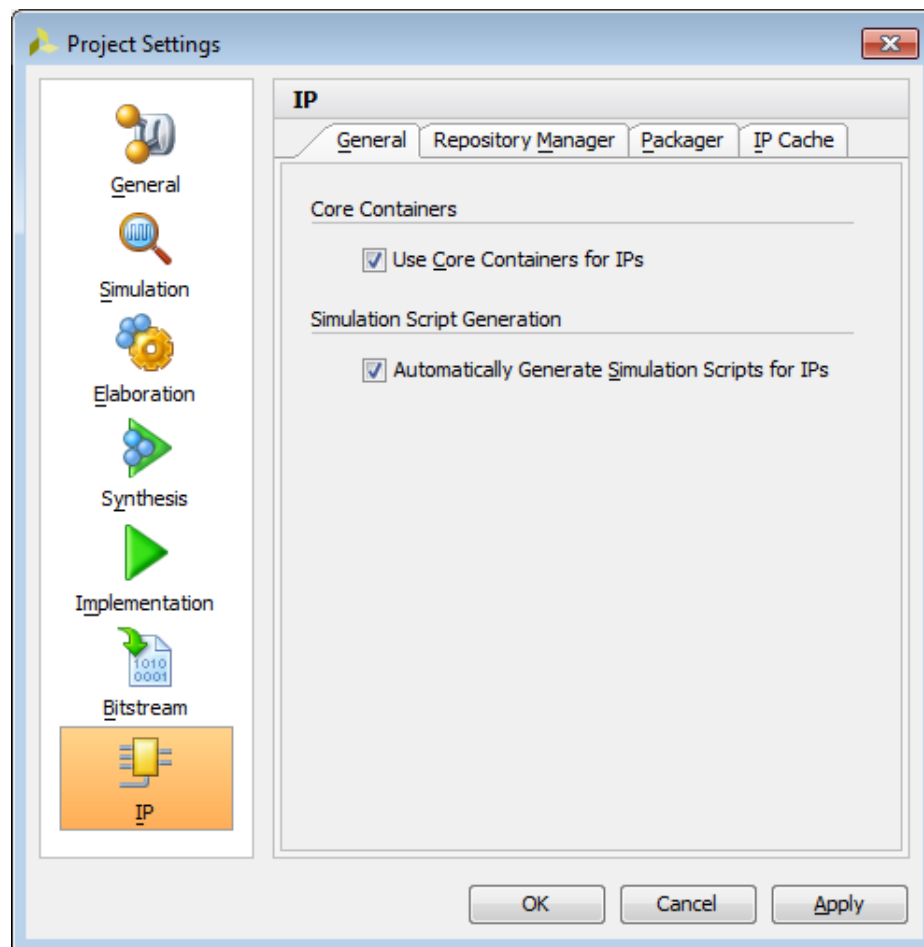 Project Settings
General
Simulation
Elaboration
Synthesis
Implementation
1010
0001
Bitstream
IP
IP
General Repository Manager Packager IP Cache
Core Containers
Use Core Containers for IPs
Simulation Script Generation
Automatically Generate Simulation Scripts for IPs
OK Cancel Apply